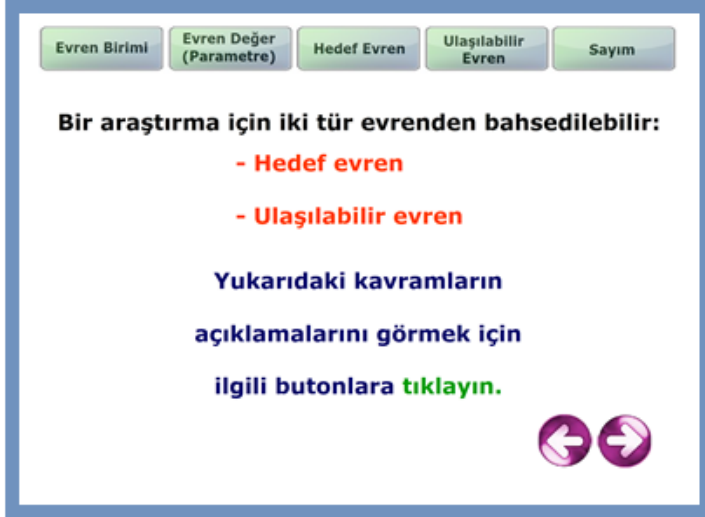 Evren Birimi
Evren Değer
(Parametre)
Hedef Evren
Ulaşılabilir
Evren
Sayım
Bir araştırma için iki tür evrenden bahsedilebilir:
- Hedef evren
- Ulaşılabilir evren
Yukarıdaki kavramların
açıklamalarını görmek için
ilgili butonlara tıklayın.